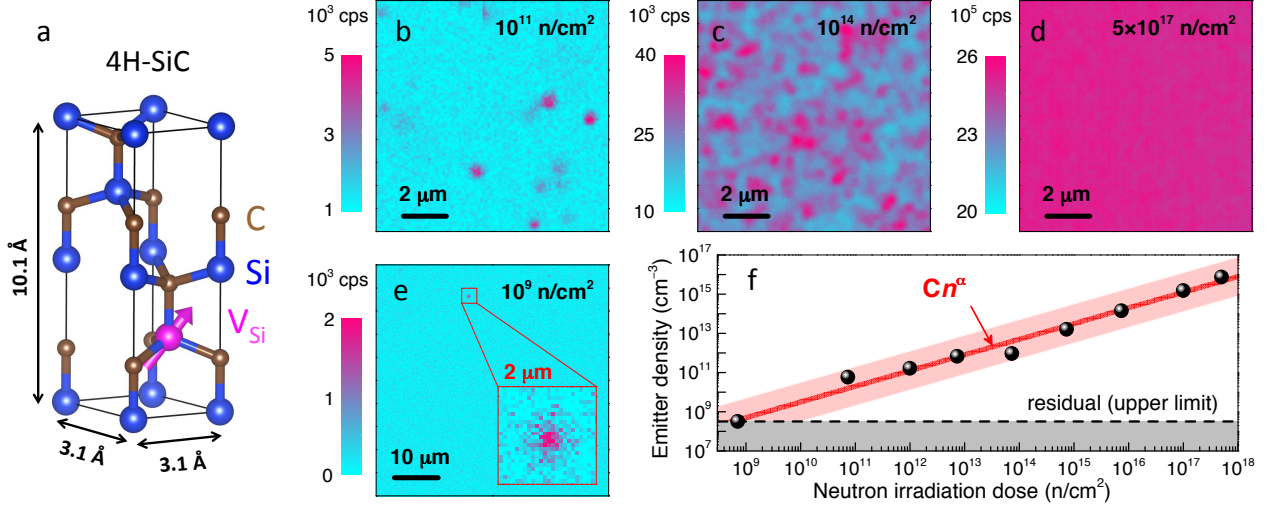 a
4H-SiC
10.1 Å
3.1 Å
3.1 Å
C
Si
V_Si
10³ cps
5
3
1
b
10¹¹ n/cm²
2 μm
10³ cps
40
25
10
c
10¹⁴ n/cm²
2 μm
10⁵ cps
26
23
20
d
5×10¹⁷ n/cm²
2 μm
10³ cps
2
1
0
e
10⁹ n/cm²
2 μm
10 μm
f
Cn^α
residual (upper limit)
Emitter density (cm⁻³)
10¹⁷
10¹⁵
10¹³
10¹¹
10⁹
10⁷
10⁹ 10¹⁰ 10¹¹ 10¹² 10¹³ 10¹⁴ 10¹⁵ 10¹⁶ 10¹⁷ 10¹⁸
Neutron irradiation dose (n/cm²)